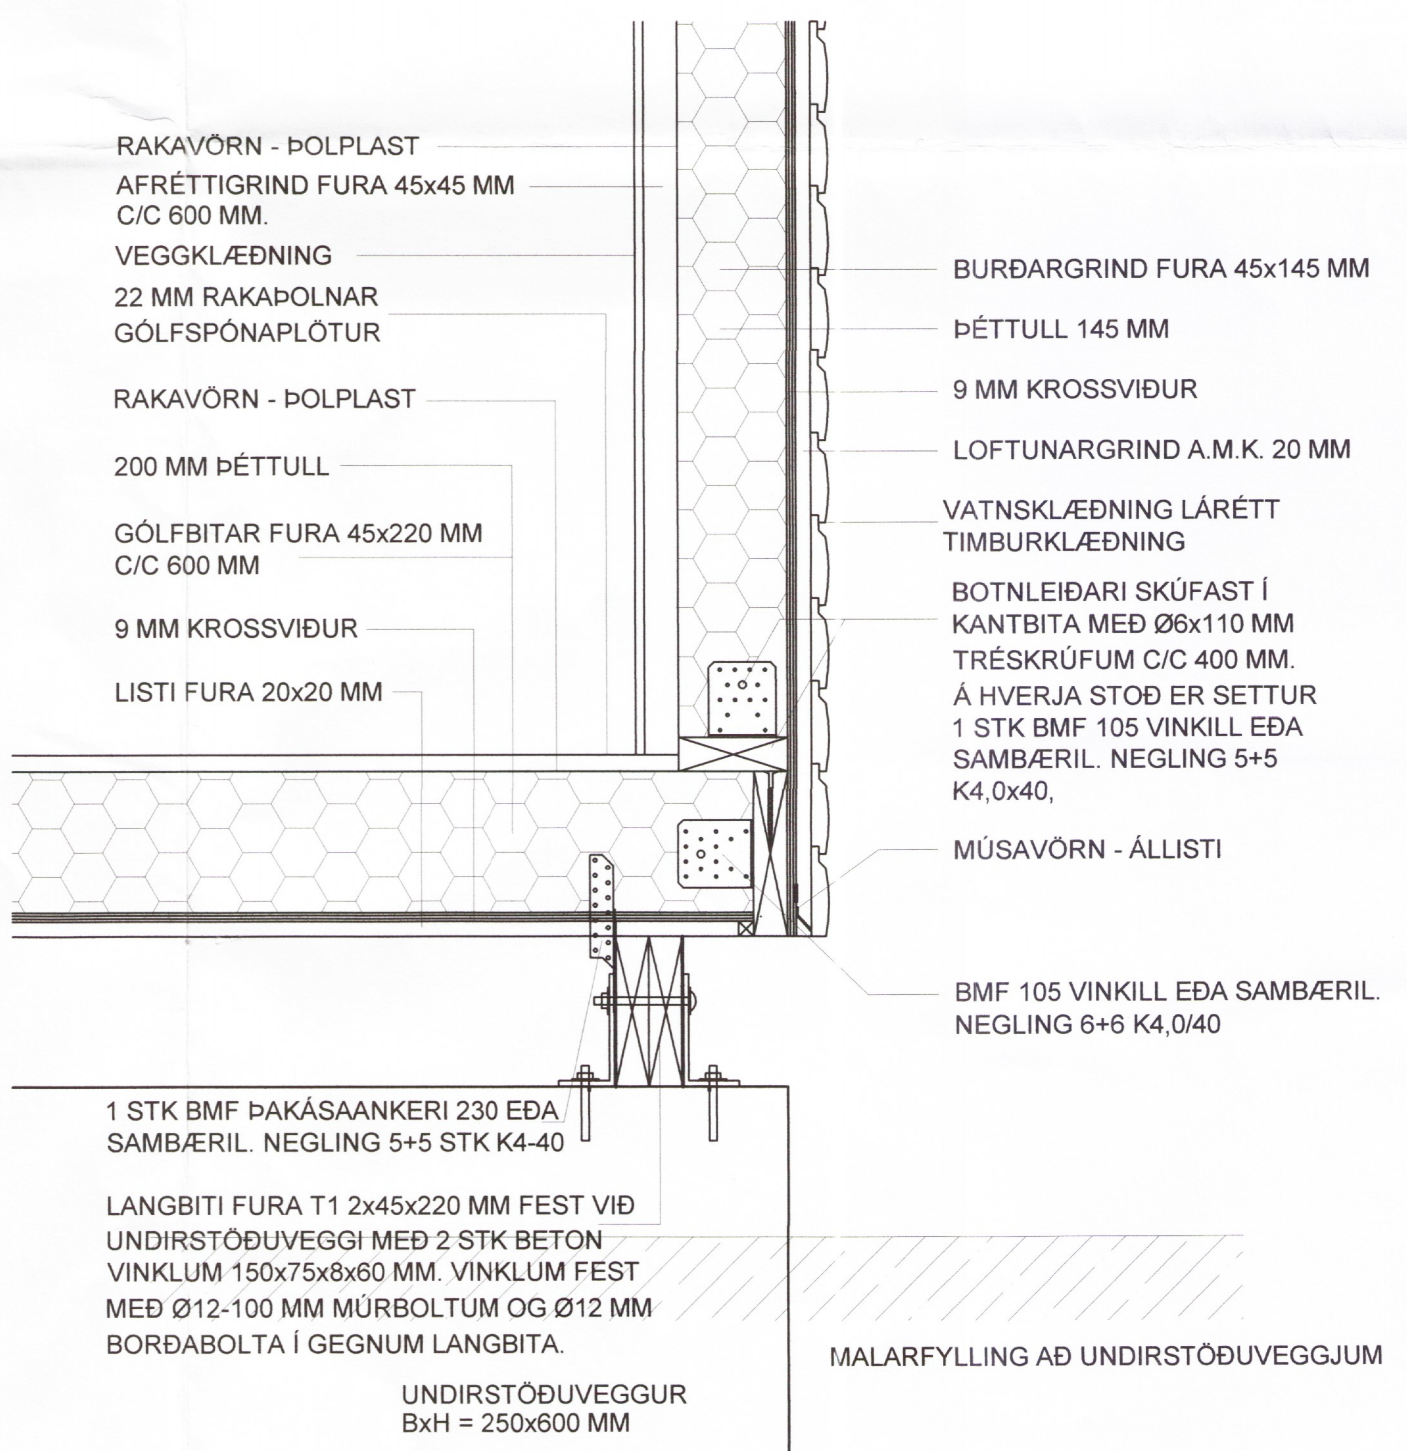 RAKAVÖRN - ÞOLPLAST
AFRÉTTIGRIND FURA 45x45 MM
C/C 600 MM.
VEGGKLÆÐNING
22 MM RAKAÞOLNAR
GÓLFSPÓNAPLÖTUR
RAKAVÖRN - ÞOLPLAST
200 MM ÞÉTTULL
GÓLFBITAR FURA 45x220 MM
C/C 600 MM
9 MM KROSSVIÐUR
LISTI FURA 20x20 MM
BURÐARGRIND FURA 45x145 MM
ÞÉTTULL 145 MM
9 MM KROSSVIÐUR
LOFTUNARGRIND A.M.K. 20 MM
VATNSKLÆÐNING LÁRÉTT
TIMBURKLÆÐNING
BOTNLEIÐARI SKÚFAST Í
KANTBITA MEÐ Ø6x110 MM
TRÉSKRÚFUM C/C 400 MM.
Á HVERJA STOÐ ER SETTUR
1 STK BMF 105 VINKILL EÐA
SAMBÆRIL. NEGLING 5+5
K4,0x40,
MÚSAVÖRN - ÁLLISTI
BMF 105 VINKILL EÐA SAMBÆRIL.
NEGLING 6+6 K4,0/40
1 STK BMF ÞAKÁSAANKERI 230 EÐA
SAMBÆRIL. NEGLING 5+5 STK K4-40
LANGBITI FURA T1 2x45x220 MM FEST VIÐ
UNDIRSTÖÐUVEGGI MEÐ 2 STK BETON
VINKLUM 150x75x8x60 MM. VINKLUM FEST
MEÐ Ø12-100 MM MÚRBOLTUM OG Ø12 MM
BORÐABOLTA Í GEGNUM LANGBITA.
MALARFYLLING AÐ UNDIRSTÖÐUVEGGJUM
UNDIRSTÖÐUVEGGUR
BxH = 250x600 MM